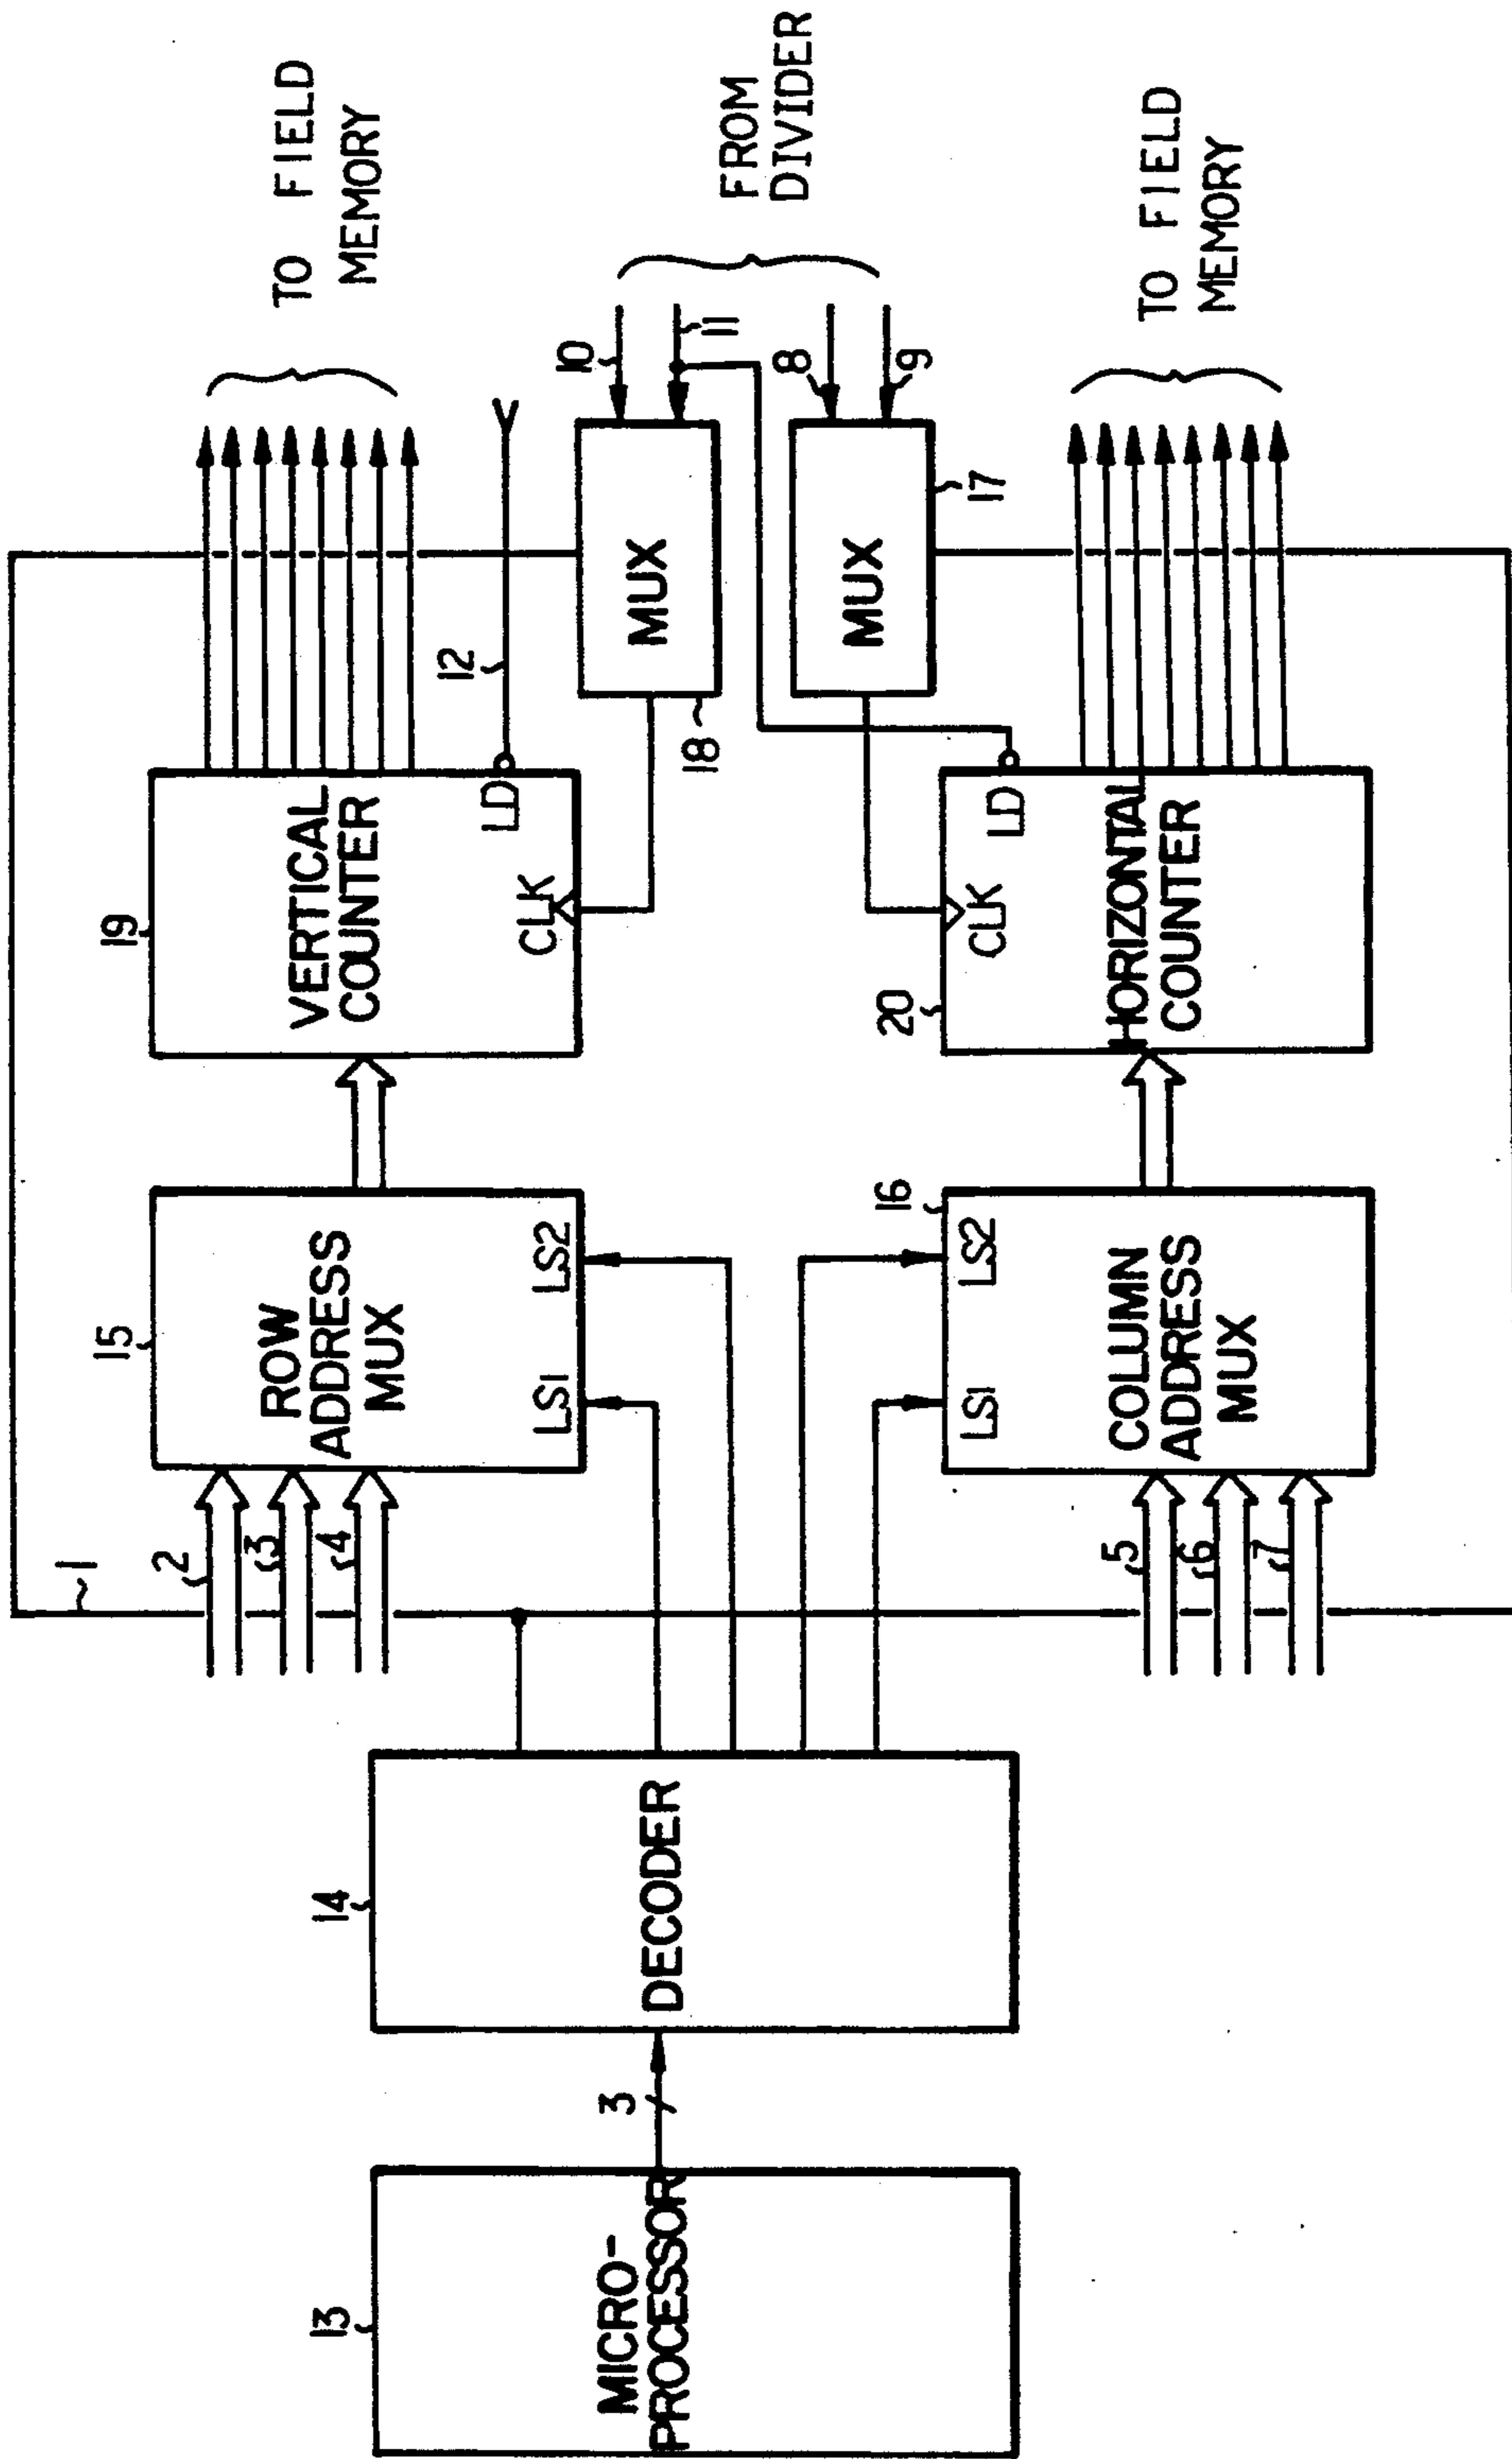 1
13
MICRO-
PROCESSOR
3
14
DECODER
2
3
4
15
ROW
ADDRESS
MUX
LS1
LS2
19
VERTICAL
COUNTER
CLK
LD
12
TO FIELD
MEMORY
18
MUX
10
11
FROM
DIVIDER
8
9
MUX
17
5
6
7
16
COLUMN
ADDRESS
MUX
LS1
LS2
20
HORIZONTAL
COUNTER
CLK
LD
TO FIELD
MEMORY